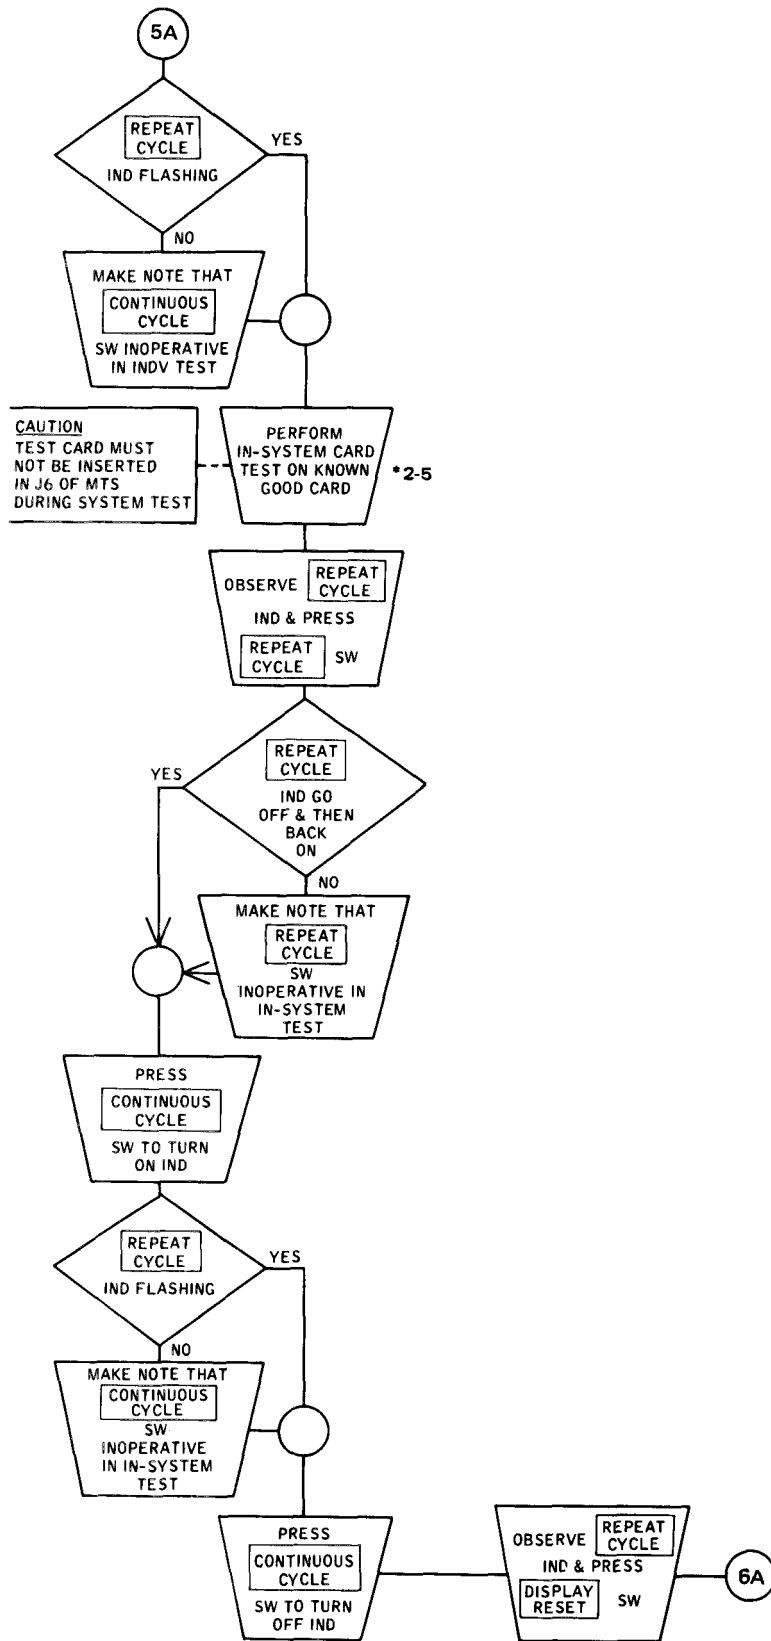 5A
REPEAT
CYCLE
IND FLASHING
YES
NO
MAKE NOTE THAT
CONTINUOUS
CYCLE
SW INOPERATIVE
IN INDV TEST
CAUTION
TEST CARD MUST
NOT BE INSERTED
IN J6 OF MTS
DURING SYSTEM TEST
PERFORM
IN-SYSTEM CARD
TEST ON KNOWN
GOOD CARD
*2-5
OBSERVE REPEAT
CYCLE
IND & PRESS
REPEAT
CYCLE SW
REPEAT
CYCLE
IND GO
OFF & THEN
BACK
ON
YES
NO
MAKE NOTE THAT
REPEAT
CYCLE
SW
INOPERATIVE IN
IN-SYSTEM
TEST
PRESS
CONTINUOUS
CYCLE
SW TO TURN
ON IND
REPEAT
CYCLE
IND FLASHING
YES
NO
MAKE NOTE THAT
CONTINUOUS
CYCLE
SW
INOPERATIVE
IN IN-SYSTEM
TEST
PRESS
CONTINUOUS
CYCLE
SW TO TURN
OFF IND
OBSERVE REPEAT
CYCLE
IND & PRESS
DISPLAY
RESET SW
6A